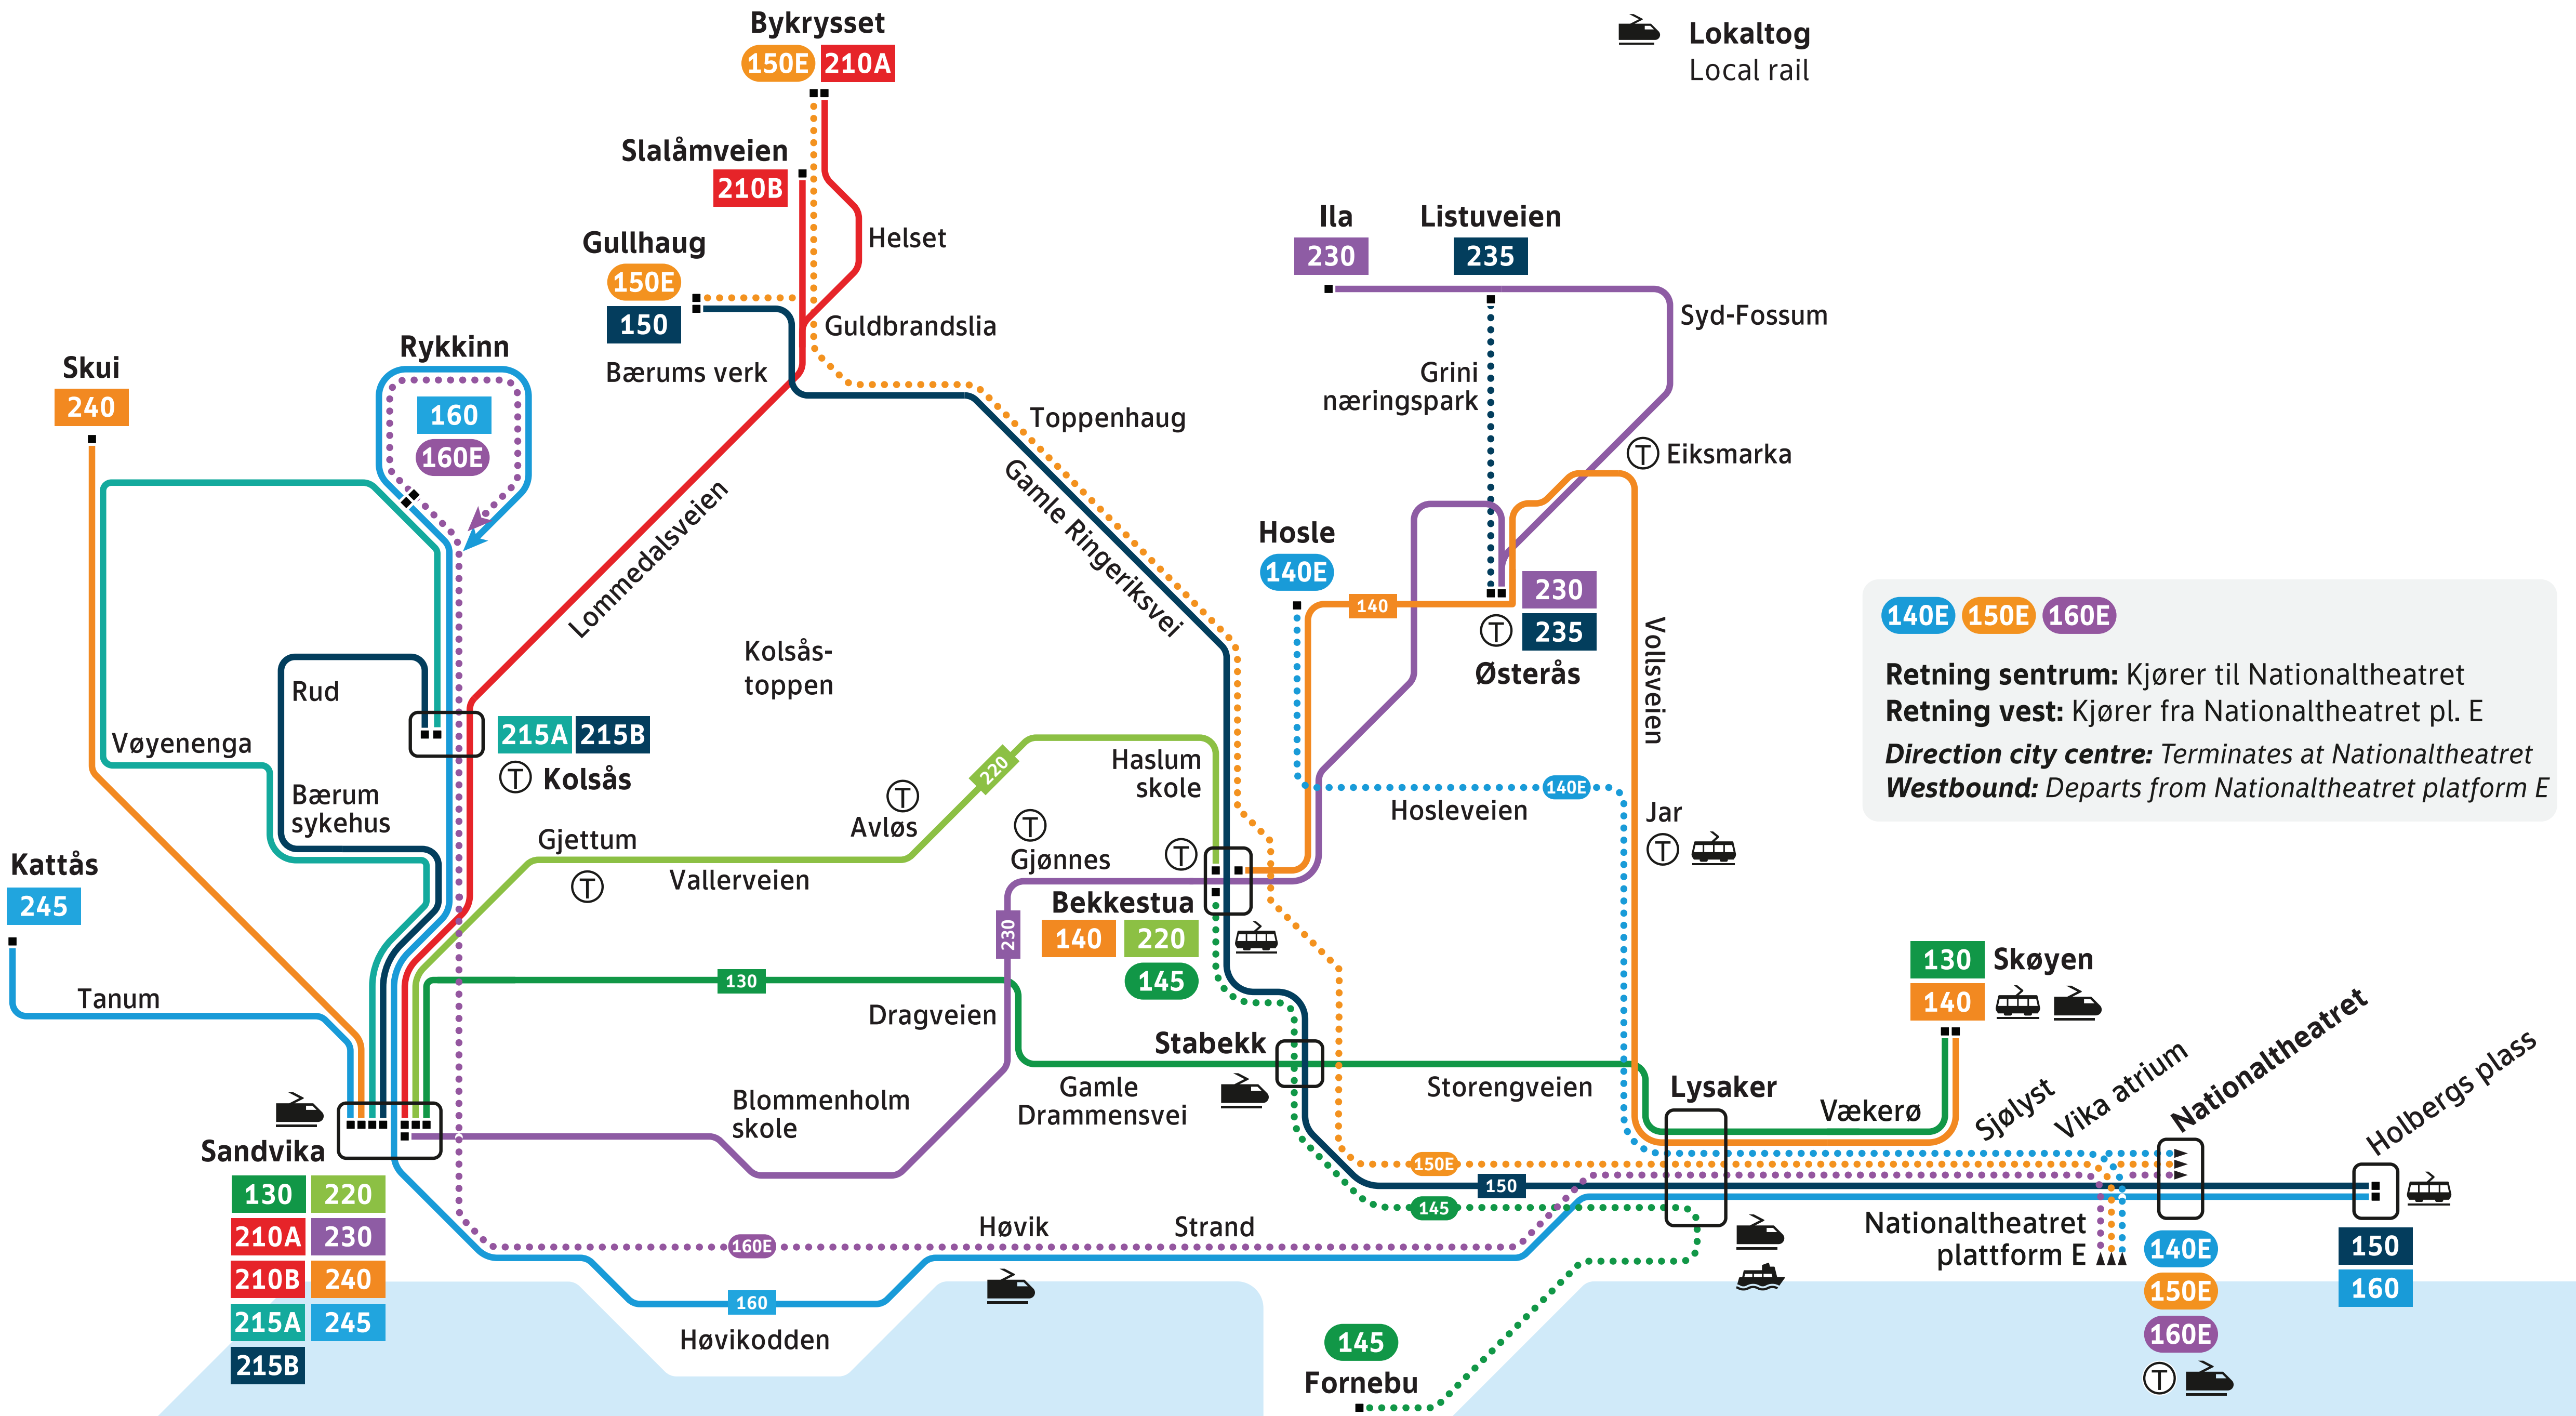 Bykrysset
150E 210A
Lokaltog
Local rail
Slalåmveien
210B
Helset
Gullhaug
150E
150
Guldbrandslia
Bærums verk
Ila
230
Listuveien
235
Syd-Fossum
Grini
næringspark
T Eiksmarka
Skui
240
Rykkinn
160
160E
Toppenhaug
Gamle Ringeriksvei
Lommedalsveien
Hosle
140E
140
230
T 235
Østerås
Vollsveien
140E 150E 160E
Retning sentrum: Kjører til Nationaltheatret
Retning vest: Kjører fra Nationaltheatret pl. E
Direction city centre: Terminates at Nationaltheatret
Westbound: Departs from Nationaltheatret platform E
Kolsås-
toppen
Rud
Vøyenenga
215A 215B
T Kolsås
Bærum
sykehus
220
Haslum
skole
140E
Hosleveien
Jar
T
T
Avløs
Gjettum
T
Vallerveien
T
Gjønnes
T
Bekkestua
140 220
145
230
Kattås
245
Tanum
130
Dragveien
130 Skøyen
140
Stabekk
Gamle
Drammensvei
Storengveien
Lysaker
Vækerø
Sjølyst
Vika atrium
Nationaltheatret
Holbergs plass
Blommenholm
skole
Sandvika
130 220
210A 230
210B 240
215A 245
215B
150E
150
145
160E
Høvik
Strand
160
Høvikodden
Nationaltheatret
plattform E
140E
150E
160E
T
150
160
145
Fornebu